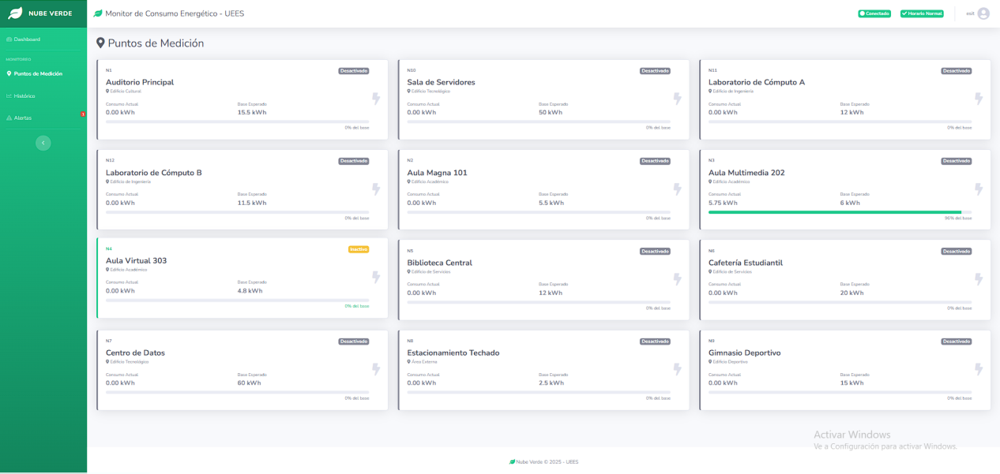 NUBE VERDE
Monitor de Consumo Energético - UEES
Conectado
Horario Normal
Dashboard
MONITOREO
Puntos de Medición
Histórico
Alertas
Puntos de Medición
N1
Desactivado
Auditorio Principal
Edificio Cultural
Consumo Actual
Base Esperado
0.00 kWh
15.5 kWh
0% del base
N10
Desactivado
Sala de Servidores
Edificio Tecnológico
Consumo Actual
Base Esperado
0.00 kWh
50 kWh
0% del base
N11
Desactivado
Laboratorio de Cómputo A
Edificio de Ingeniería
Consumo Actual
Base Esperado
0.00 kWh
12 kWh
0% del base
N12
Desactivado
Laboratorio de Cómputo B
Edificio de Ingeniería
Consumo Actual
Base Esperado
0.00 kWh
11.5 kWh
0% del base
N2
Desactivado
Aula Magna 101
Edificio Académico
Consumo Actual
Base Esperado
0.00 kWh
5.5 kWh
0% del base
N3
Desactivado
Aula Multimedia 202
Edificio Académico
Consumo Actual
Base Esperado
5.75 kWh
6 kWh
96% del base
N4
Inactivo
Aula Virtual 303
Edificio Académico
Consumo Actual
Base Esperado
0.00 kWh
4.8 kWh
0% del base
N5
Desactivado
Biblioteca Central
Edificio de Servicios
Consumo Actual
Base Esperado
0.00 kWh
12 kWh
0% del base
N6
Desactivado
Cafetería Estudiantil
Edificio de Servicios
Consumo Actual
Base Esperado
0.00 kWh
20 kWh
0% del base
N7
Desactivado
Centro de Datos
Edificio Tecnológico
Consumo Actual
Base Esperado
0.00 kWh
60 kWh
0% del base
N8
Desactivado
Estacionamiento Techado
Área Externa
Consumo Actual
Base Esperado
0.00 kWh
2.5 kWh
0% del base
N9
Desactivado
Gimnasio Deportivo
Edificio Deportivo
Consumo Actual
Base Esperado
0.00 kWh
15 kWh
0% del base
Activar Windows
Ve a Configuración para activar Windows.
Nube Verde © 2025 - UEES